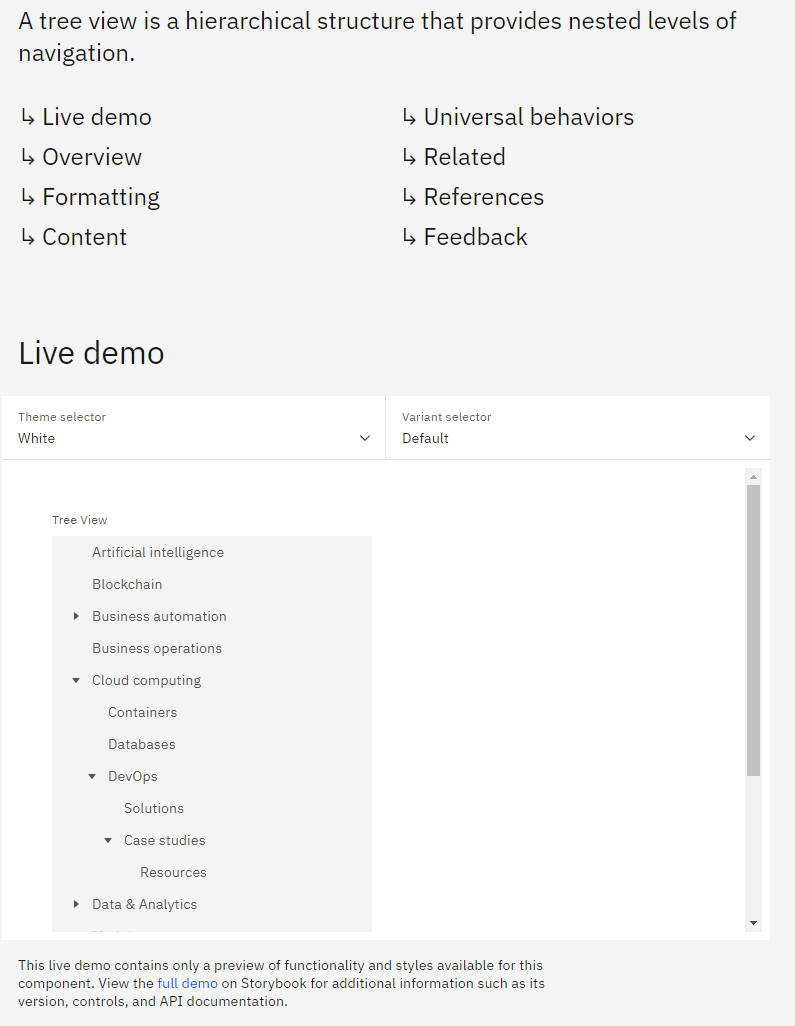 A tree view is a hierarchical structure that provides nested levels of
navigation.
↳ Live demo
↳ Overview
↳ Formatting
↳ Content
↳ Universal behaviors
↳ Related
↳ References
↳ Feedback
Live demo
Theme selector
White
Variant selector
Default
Tree View
Artificial intelligence
Blockchain
Business automation
Business operations
Cloud computing
Containers
Databases
DevOps
Solutions
Case studies
Resources
Data & Analytics
This live demo contains only a preview of functionality and styles available for this
component. View the full demo on Storybook for additional information such as its
version, controls, and API documentation.